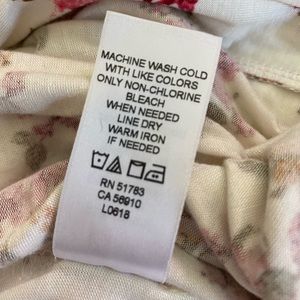 MACHINE WASH COLD
WITH LIKE COLORS
ONLY NON-CHLORINE
BLEACH
WHEN NEEDED
LINE DRY
WARM IRON
IF NEEDED
RN 51783
CA 56910
L0618